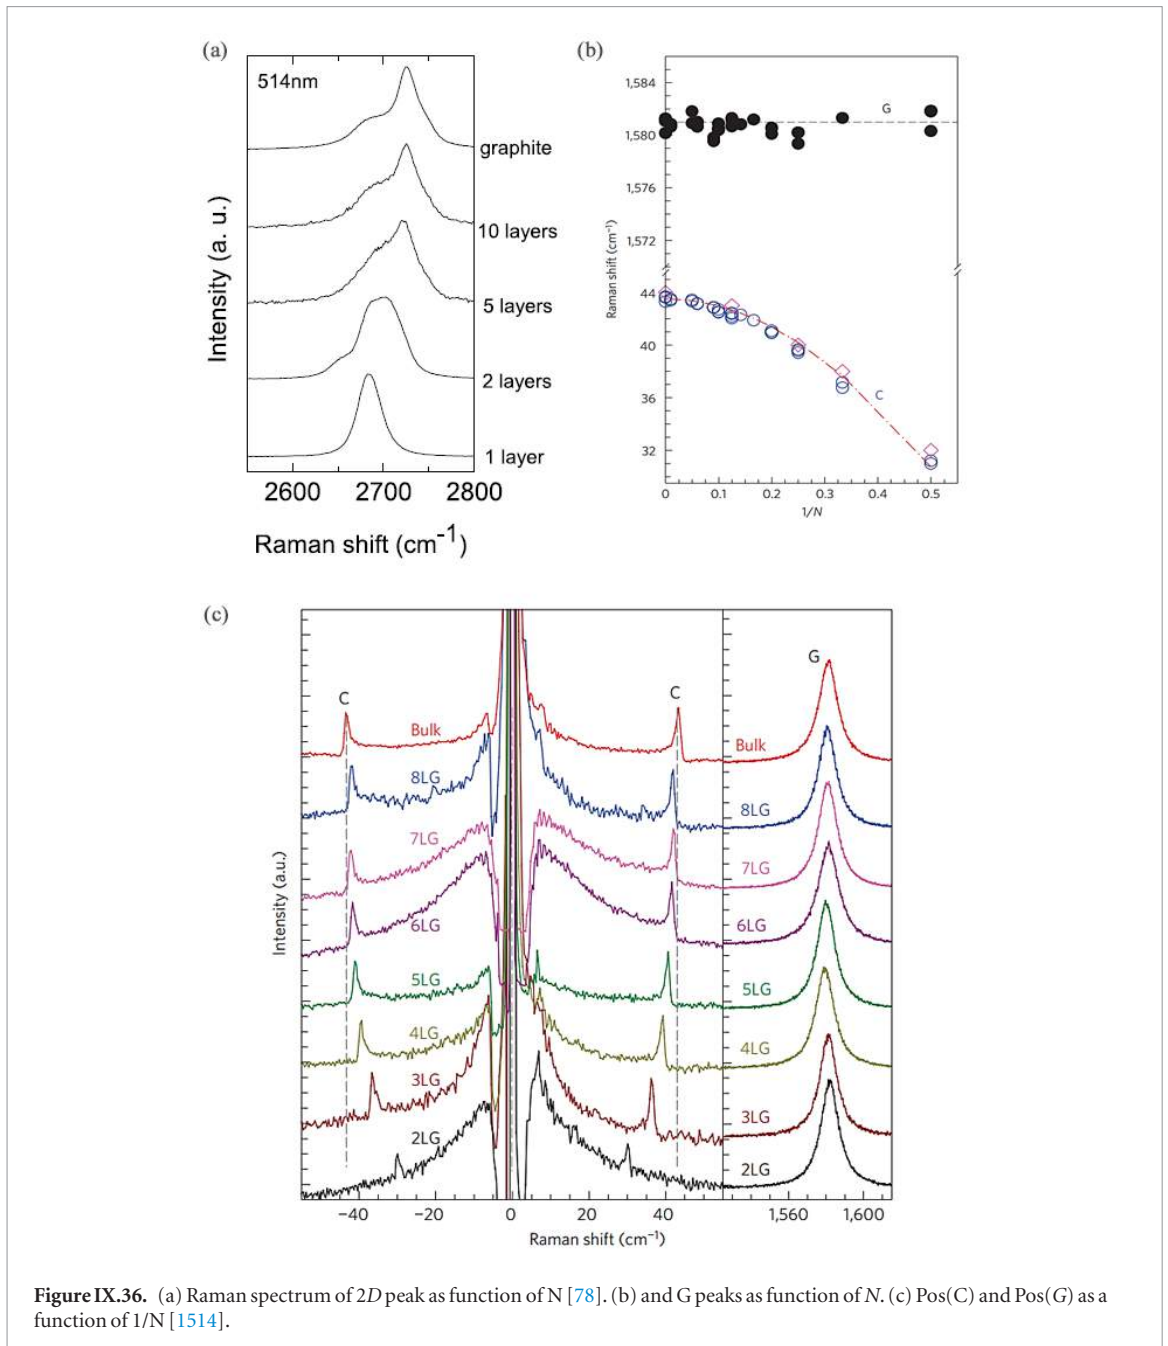 (a)
514nm
graphite
10 layers
5 layers
2 layers
1 layer
Intensity (a. u.)
2600 2700 2800
Raman shift (cm-1)
(b)
1,584
1,580
1,576
1,572
44
40
36
32
G
C
Raman shift (cm−1)
0 0.1 0.2 0.3 0.4 0.5
1/N
(c)
C C G
Bulk Bulk
8LG 8LG
7LG 7LG
6LG 6LG
5LG 5LG
4LG 4LG
3LG 3LG
2LG 2LG
Intensity (a.u.)
−40 −20 0 20 40 1,560 1,600
Raman shift (cm−1)
Figure IX.36. (a) Raman spectrum of 2D peak as function of N [78]. (b) and G peaks as function of N. (c) Pos(C) and Pos(G) as a
function of 1/N [1514].